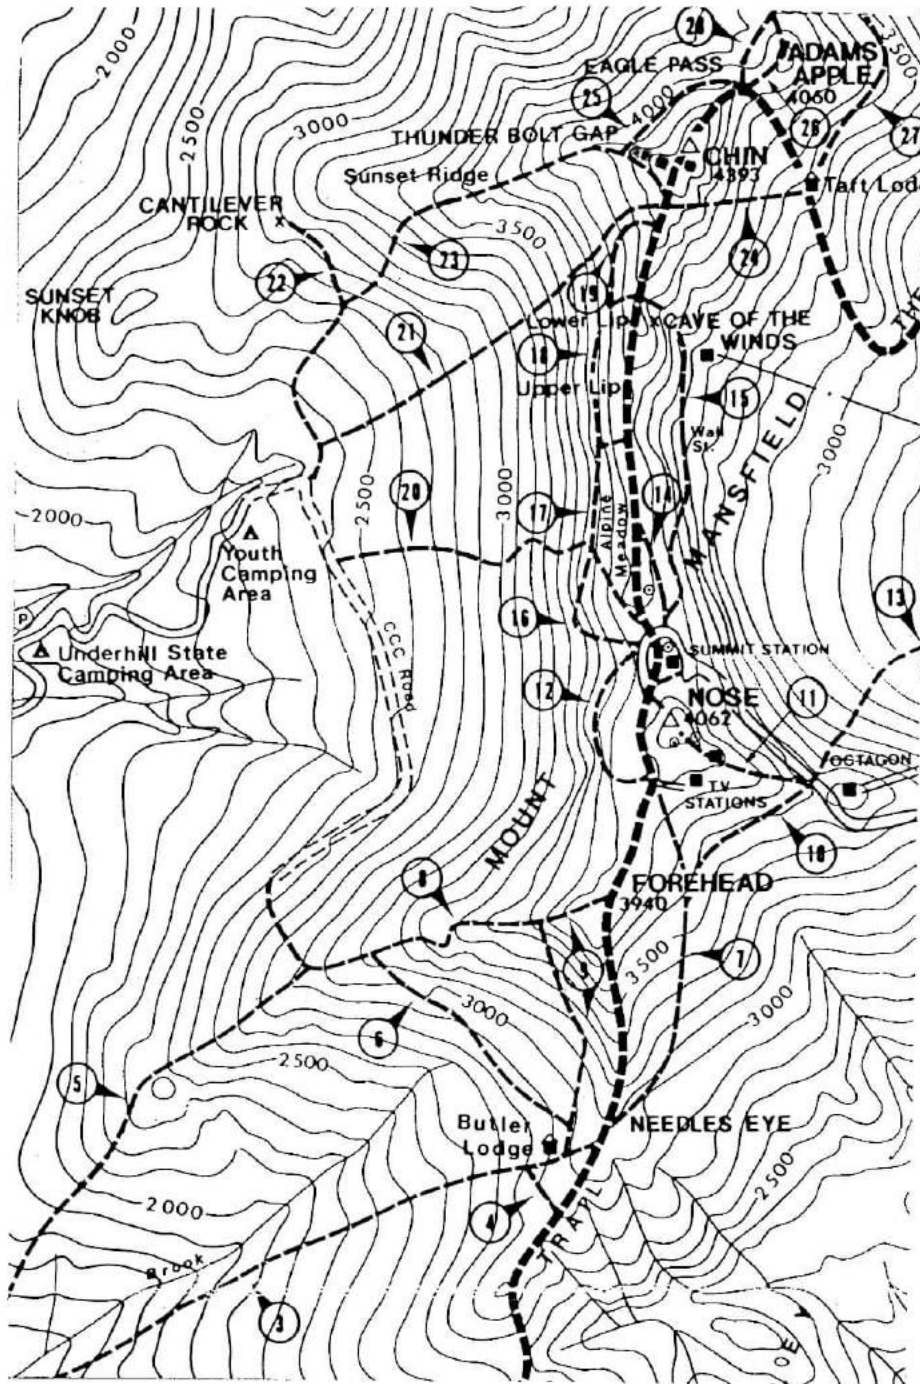 28
2000
3500
EAGLE PASS
ADAMS
APPLE
4060
2500
25
4000
3000
26
27
THUNDER BOLT GAP
CHIN
4393
Sunset Ridge
Taft Lod
CANTILEVER
ROCK x
3500
24
23
22
SUNSET
KNOB
19
THE
Lower Lip
x CAVE OF THE
WINDS
21
18
Upper Lip
15
MANSFIELD
Wall
St.
3000
2500
20
3000
14
2000
17
Alpine
Meadow
Youth
Camping
Area
13
P
16
CCC Road
SUMMIT STATION
Underhill State
Camping Area
12
NOSE
4062
11
OCTAGON
T.V.
STATIONS
MOUNT
10
8
FOREHEAD
3940
9
3500
7
3000
3000
6
2500
5
Butler
Lodge
NEEDLES EYE
2500
2000
4
TRAIL
Brook
3